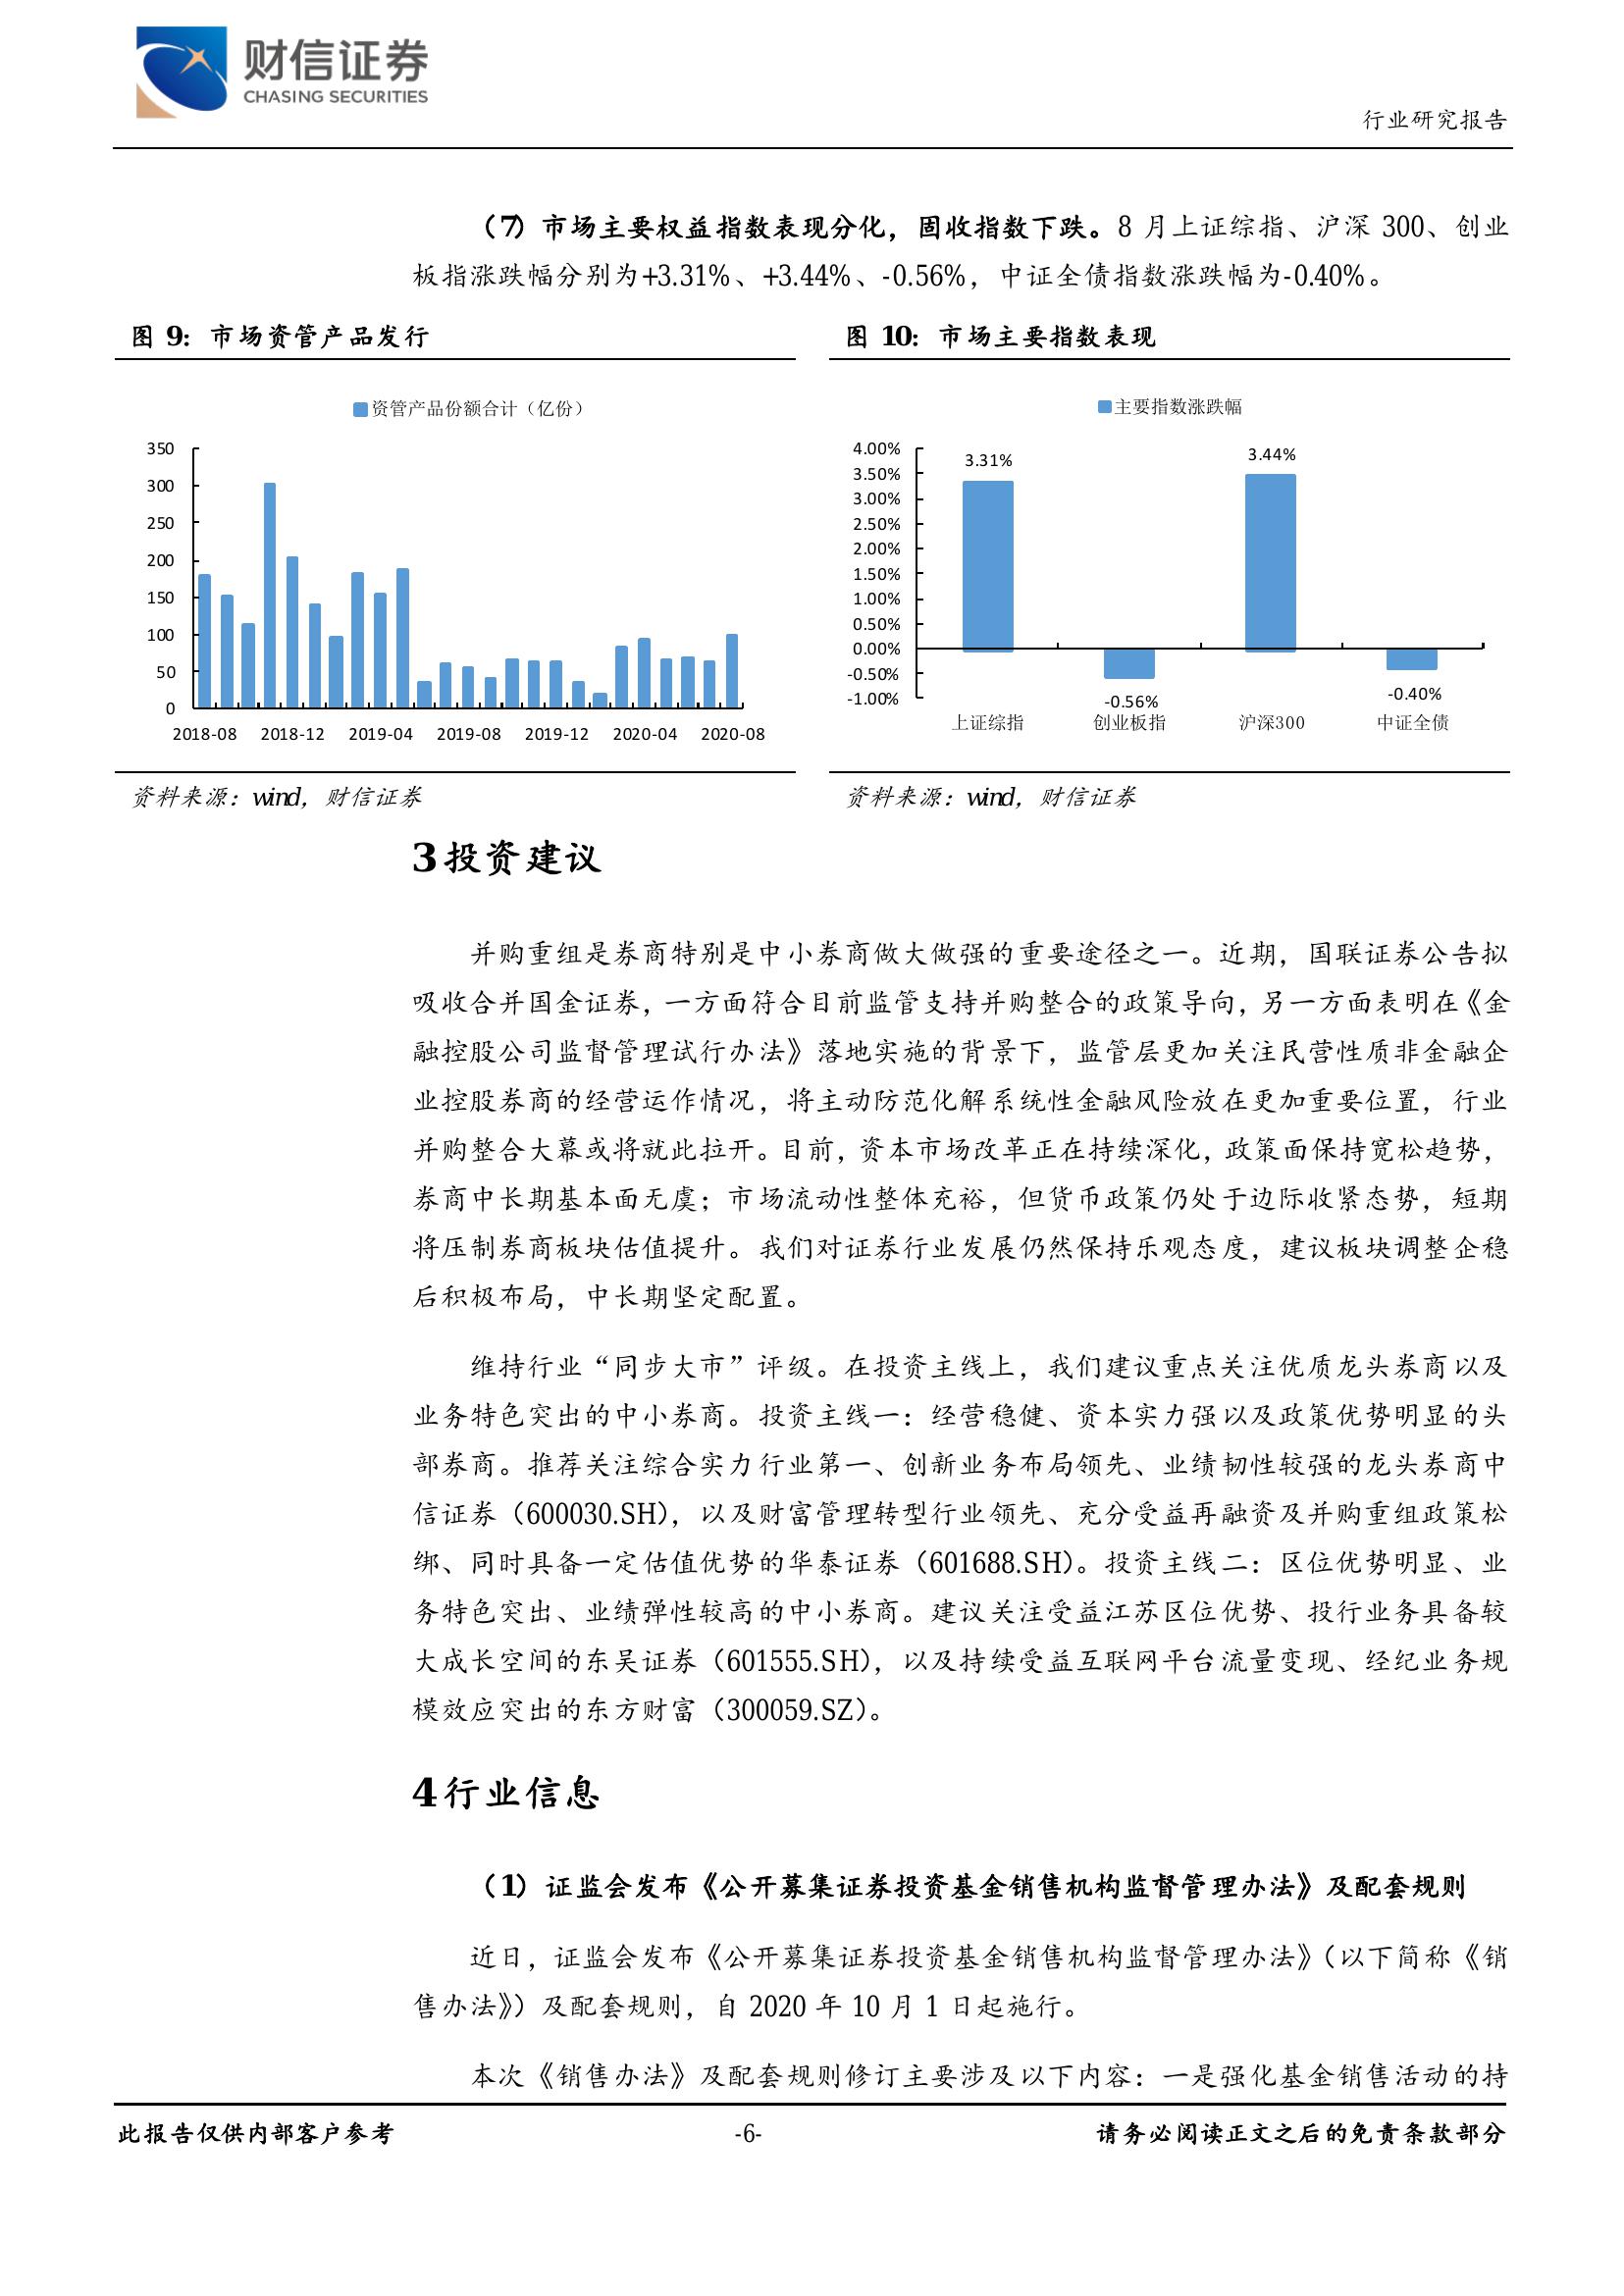 财信证券
CHASING SECURITIES
行业研究报告
（7）市场主要权益指数表现分化，固收指数下跌。8 月上证综指、沪深 300、创业
板指涨跌幅分别为+3.31%、+3.44%、-0.56%，中证全债指数涨跌幅为-0.40%。
图 9：市场资管产品发行
资管产品份额合计（亿份）
350
300
250
200
150
100
50
0
2018-08 2018-12 2019-04 2019-08 2019-12 2020-04 2020-08
资料来源：wind，财信证券
图 10：市场主要指数表现
主要指数涨跌幅
4.00%
3.50%
3.00%
2.50%
2.00%
1.50%
1.00%
0.50%
0.00%
-0.50%
-1.00%
3.31%
-0.56%
3.44%
-0.40%
上证综指 创业板指 沪深300 中证全债
资料来源：wind，财信证券
3 投资建议
并购重组是券商特别是中小券商做大做强的重要途径之一。近期，国联证券公告拟
吸收合并国金证券，一方面符合目前监管支持并购整合的政策导向，另一方面表明在《金
融控股公司监督管理试行办法》落地实施的背景下，监管层更加关注民营性质非金融企
业控股券商的经营运作情况，将主动防范化解系统性金融风险放在更加重要位置，行业
并购整合大幕或将就此拉开。目前，资本市场改革正在持续深化，政策面保持宽松趋势，
券商中长期基本面无虞；市场流动性整体充裕，但货币政策仍处于边际收紧态势，短期
将压制券商板块估值提升。我们对证券行业发展仍然保持乐观态度，建议板块调整企稳
后积极布局，中长期坚定配置。
维持行业“同步大市”评级。在投资主线上，我们建议重点关注优质龙头券商以及
业务特色突出的中小券商。投资主线一：经营稳健、资本实力强以及政策优势明显的头
部券商。推荐关注综合实力行业第一、创新业务布局领先、业绩韧性较强的龙头券商中
信证券（600030.SH），以及财富管理转型行业领先、充分受益再融资及并购重组政策松
绑、同时具备一定估值优势的华泰证券（601688.SH）。投资主线二：区位优势明显、业
务特色突出、业绩弹性较高的中小券商。建议关注受益江苏区位优势、投行业务具备较
大成长空间的东吴证券（601555.SH），以及持续受益互联网平台流量变现、经纪业务规
模效应突出的东方财富（300059.SZ）。
4 行业信息
（1）证监会发布《公开募集证券投资基金销售机构监督管理办法》及配套规则
近日，证监会发布《公开募集证券投资基金销售机构监督管理办法》（以下简称《销
售办法》）及配套规则，自 2020 年 10 月 1 日起施行。
本次《销售办法》及配套规则修订主要涉及以下内容：一是强化基金销售活动的持
此报告仅供内部客户参考
-6-
请务必阅读正文之后的免责条款部分